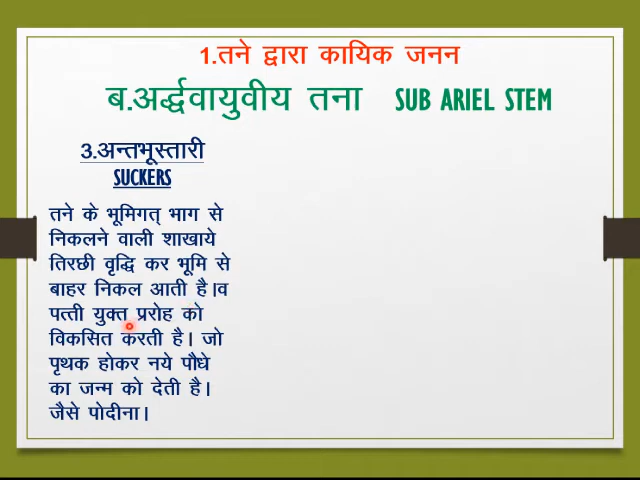 1.तने द्वारा कायिक जनन
ब.अर्द्धवायुवीय तना SUB ARIEL STEM
3.अन्तभूस्तारी
SUCKERS
तने के भूमिगत् भाग से
निकलने वाली शाखाये
तिरछी वृद्धि कर भूमि से
बाहर निकल आती है।व
पत्ती युक्त प्ररोह को
विकसित करती है। जो
पृथक होकर नये पौधे
का जन्म को देती है।
जैसे पोदीना।